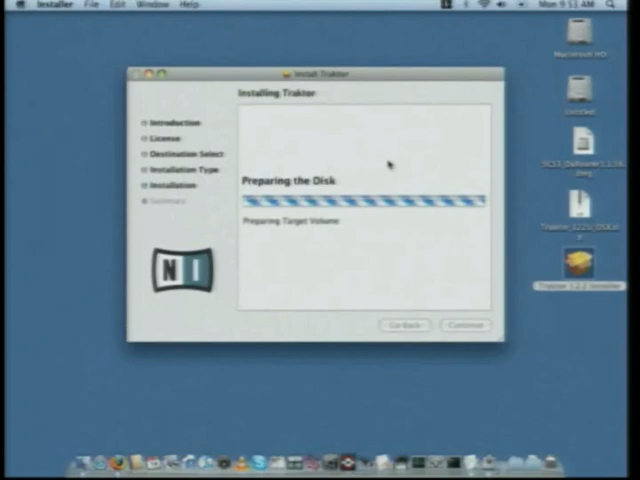 Installer File Edit Window Help
Mon 9:53 AM
Install Traktor
Installing Traktor
Introduction
License
Destination Select
Installation Type
Installation
Summary
Preparing the Disk
Preparing Target Volume
NI
Go Back
Continue
Macintosh HD
Untitled